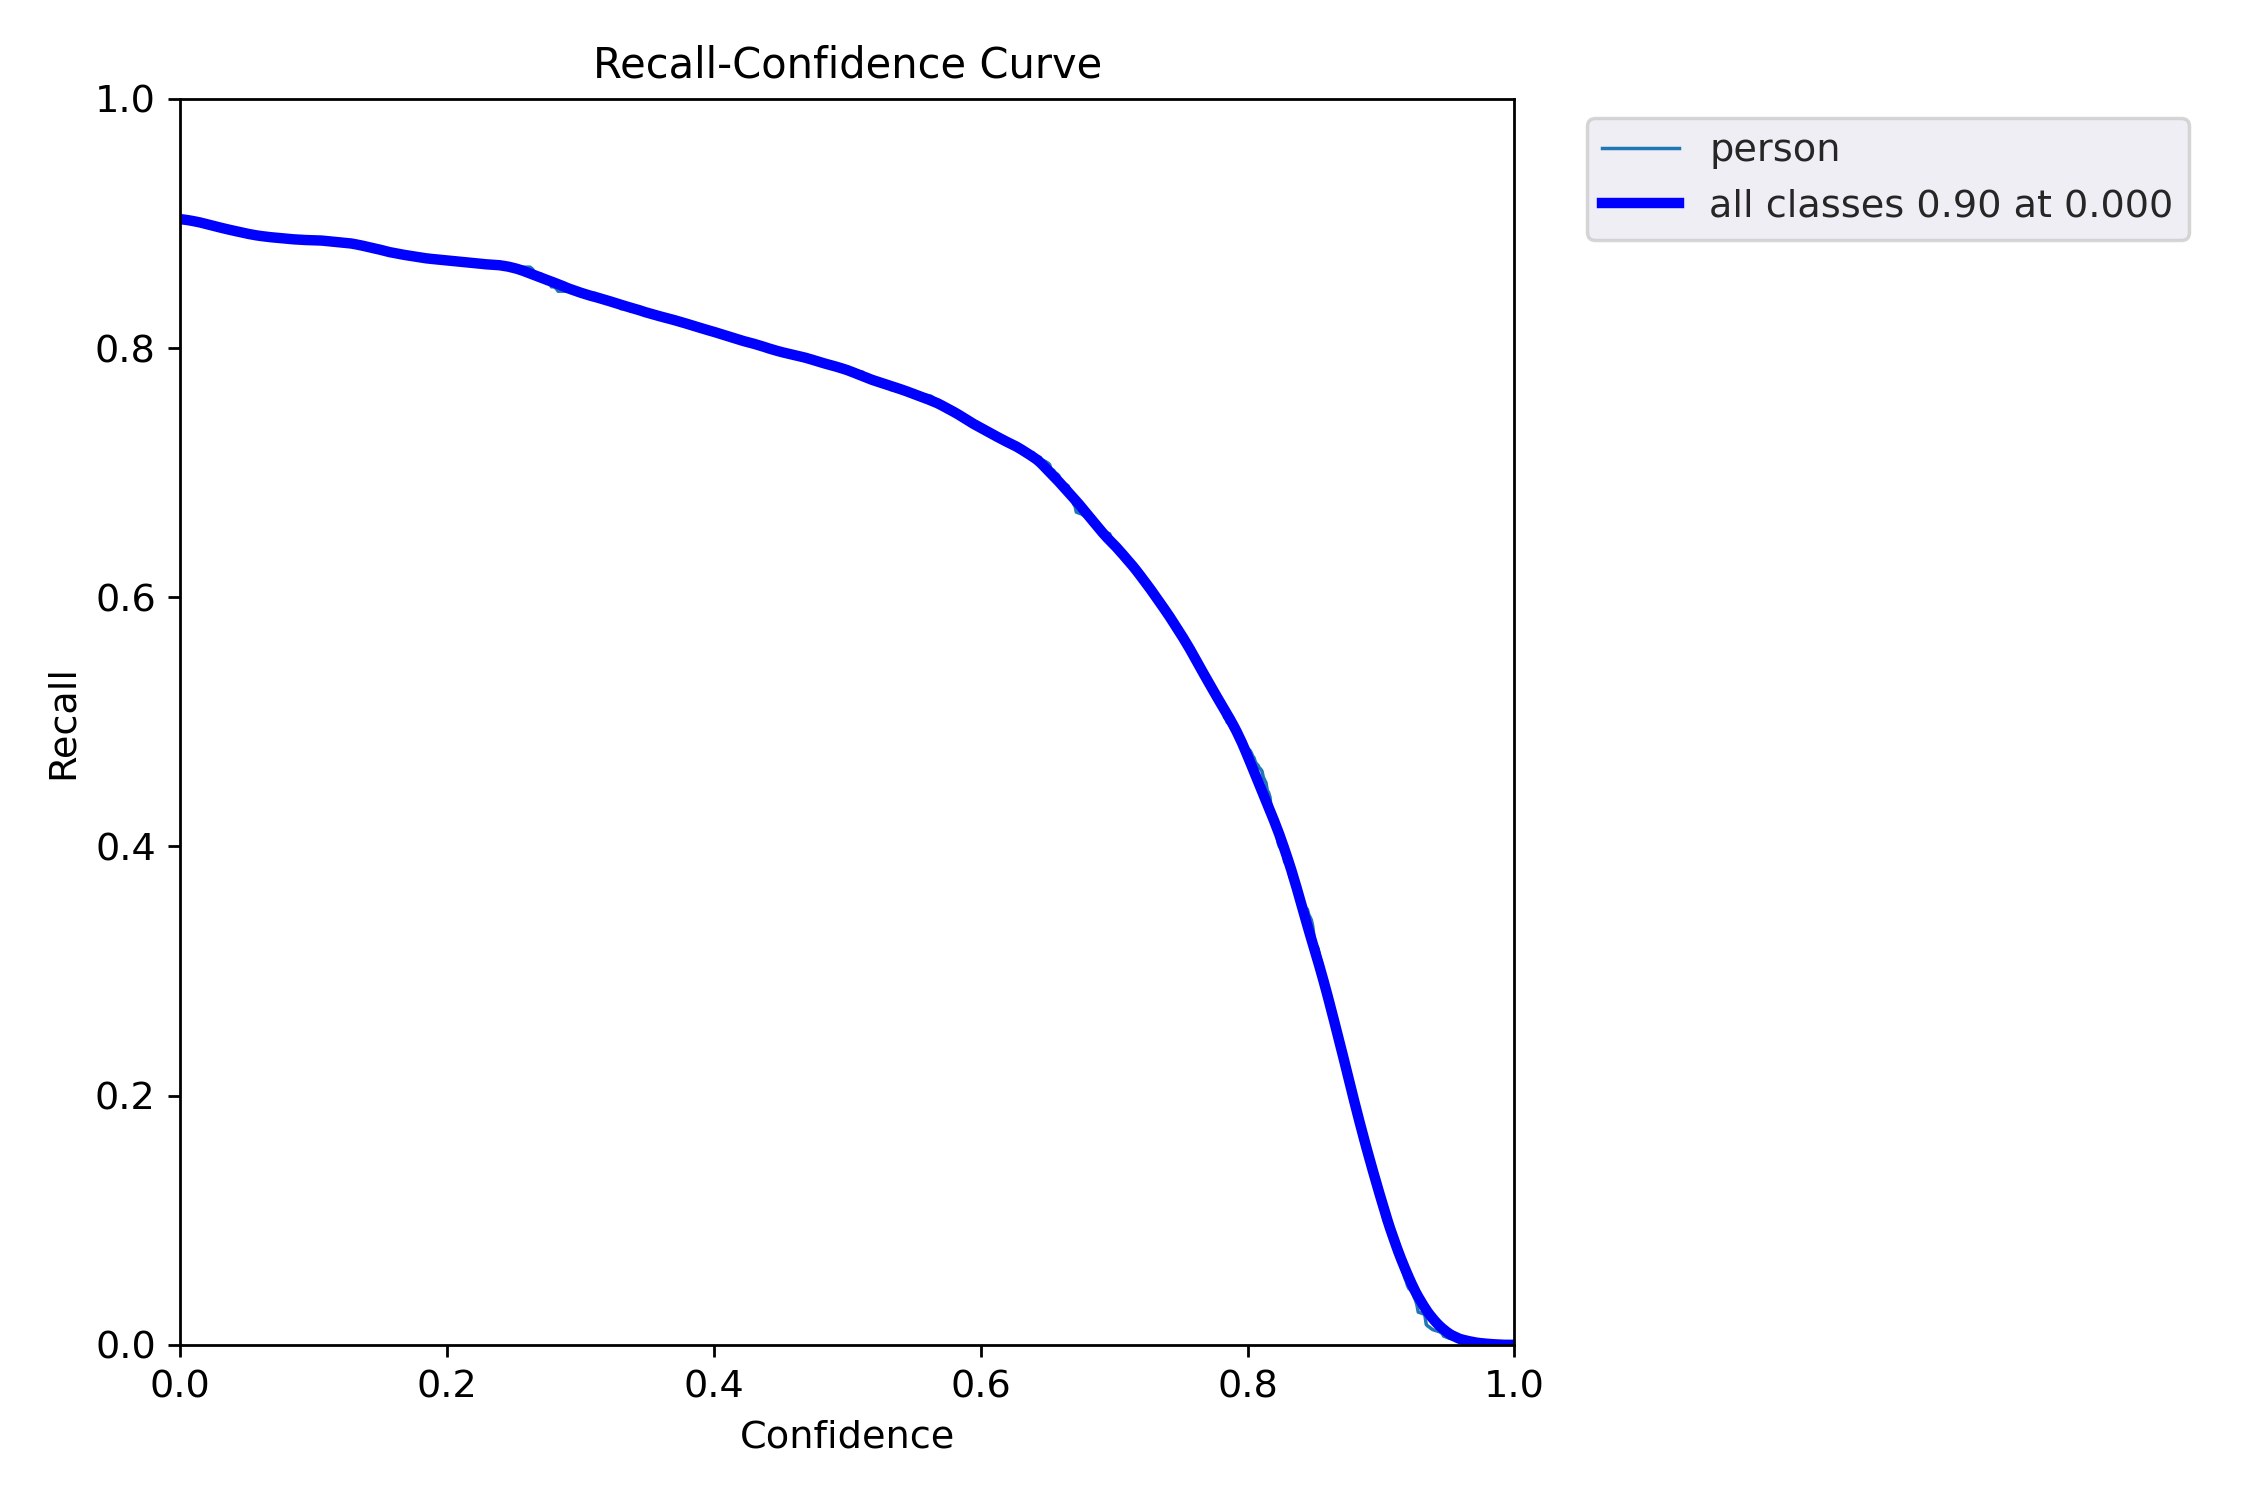 Recall-Confidence Curve
1.0
0.8
0.6
0.4
0.2
0.0
Recall
0.0 0.2 0.4 0.6 0.8 1.0
Confidence
person
all classes 0.90 at 0.000